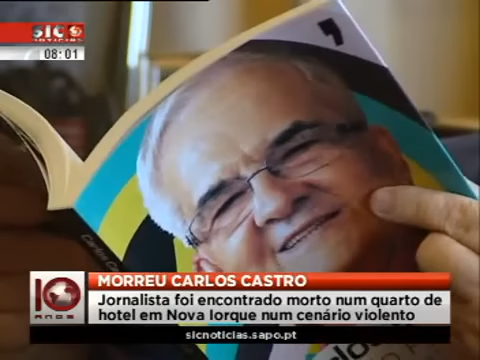 SIC
NOTÍCIAS
08:01
Carlos C
MORREU CARLOS CASTRO
10
ANOS
Jornalista foi encontrado morto num quarto de
hotel em Nova Iorque num cenário violento
sicnoticias.sapo.pt